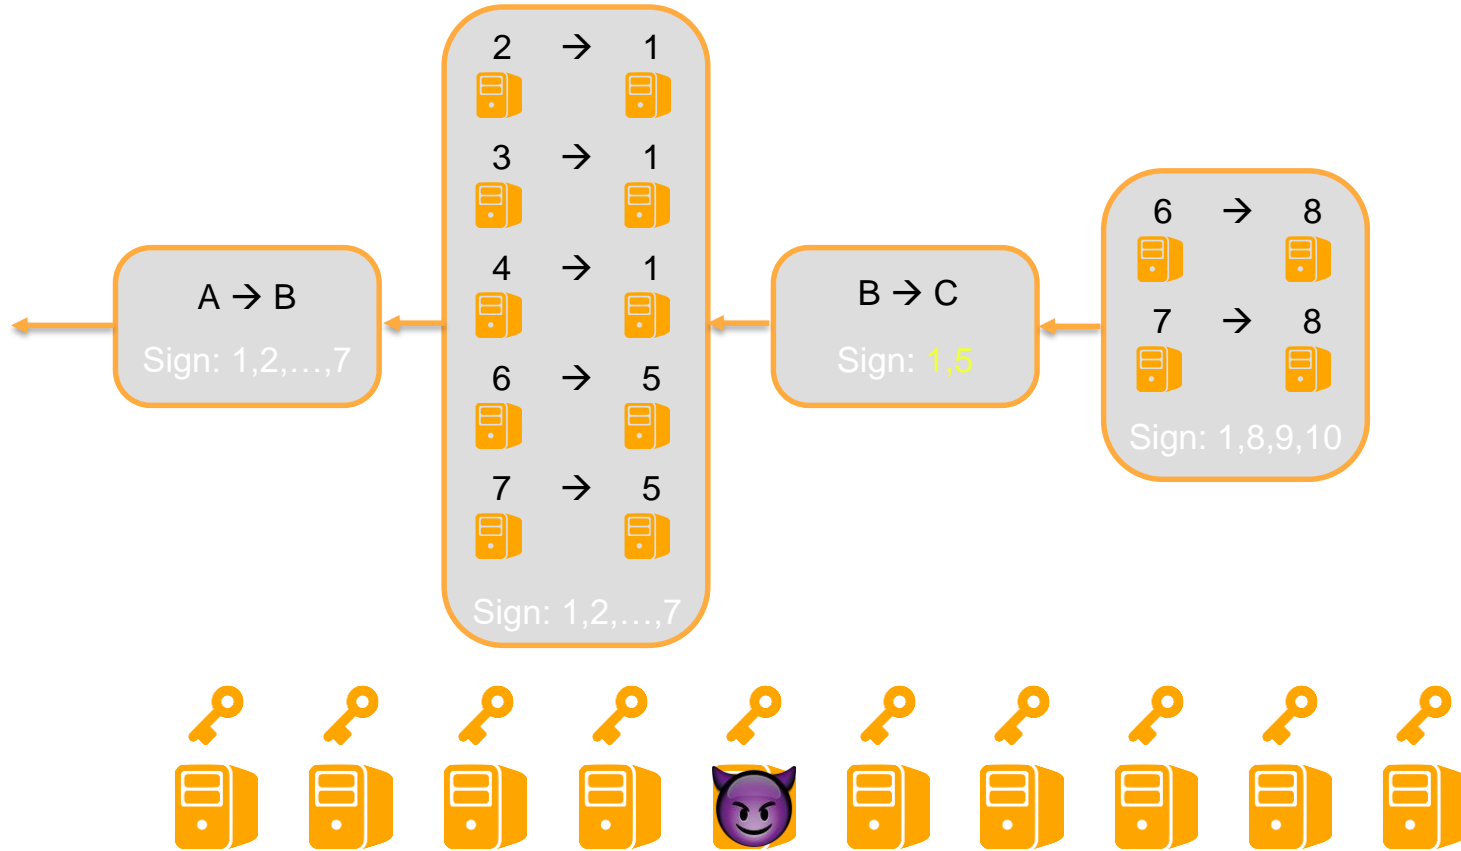 A → B
Sign: 1,2,...,7
2 → 1
3 → 1
4 → 1
6 → 5
7 → 5
Sign: 1,2,...,7
B → C
Sign: 1,5
6 → 8
7 → 8
Sign: 1,8,9,10